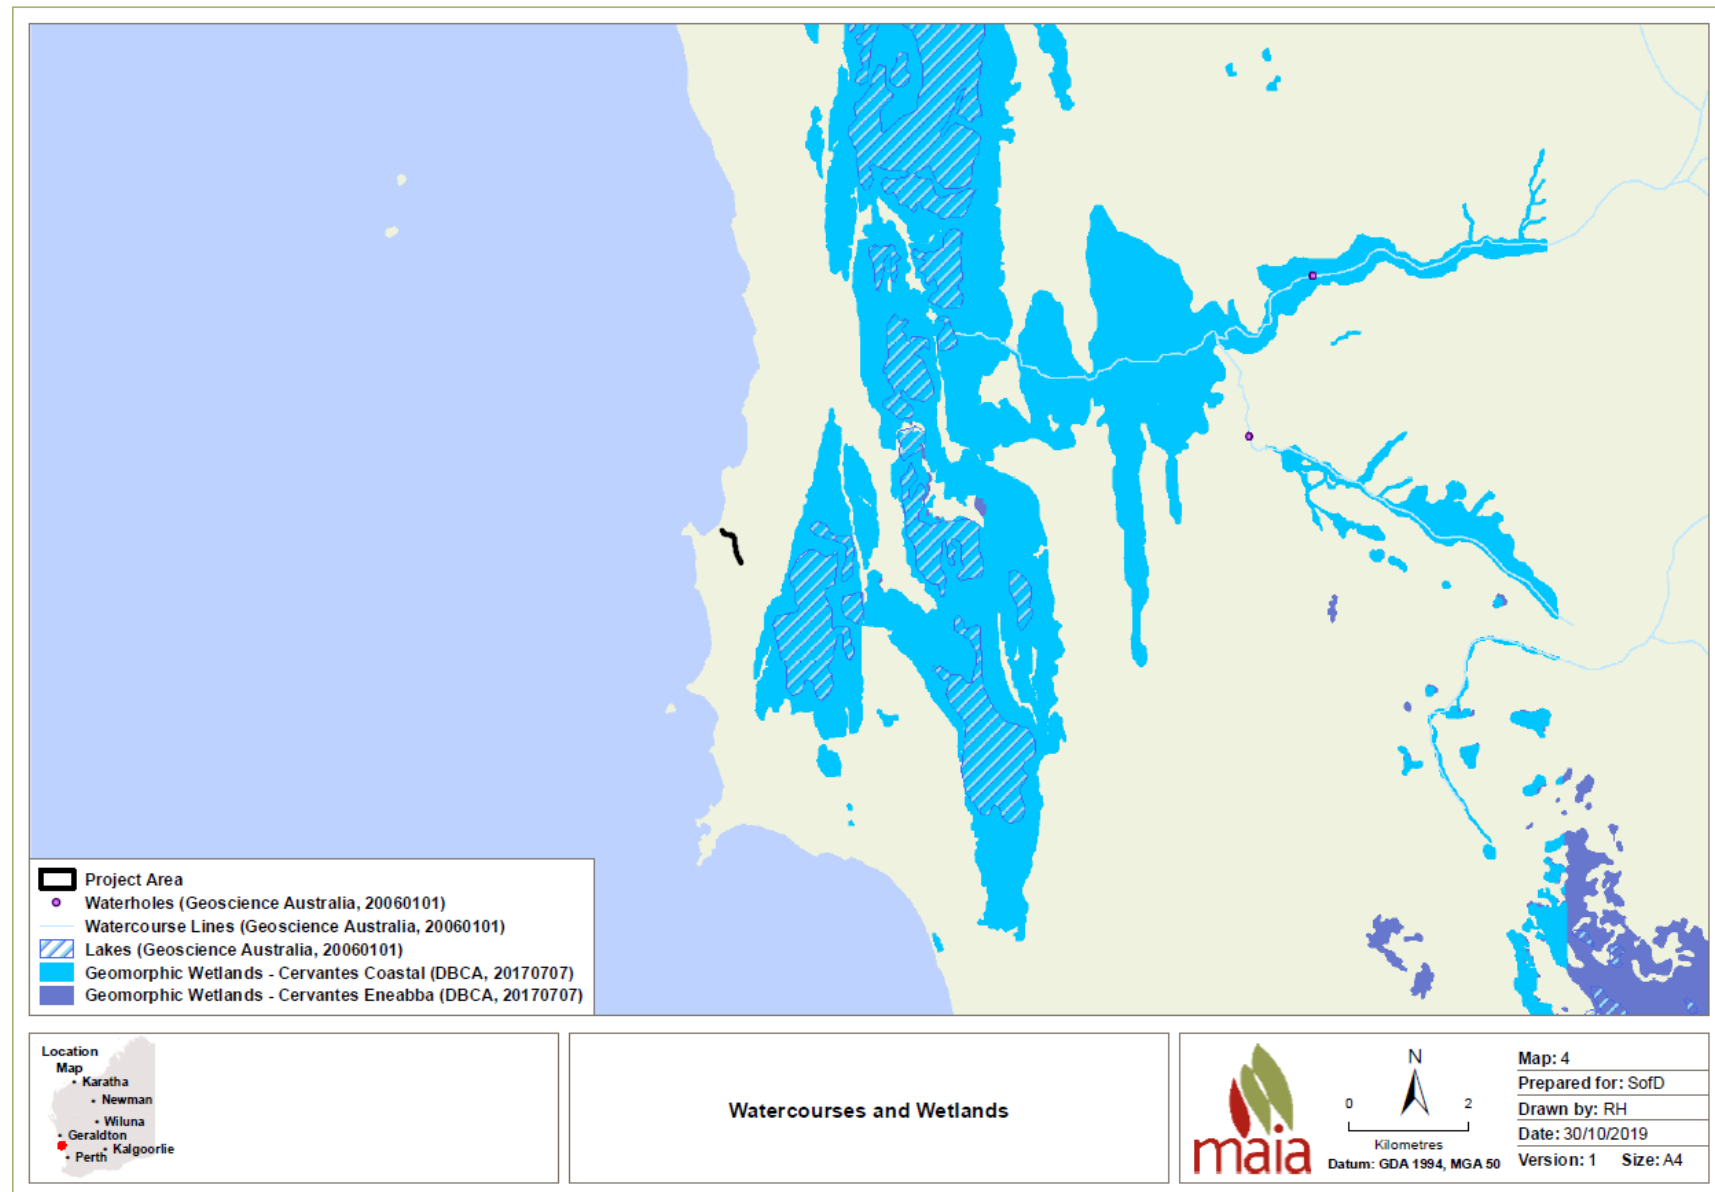 Project Area
Waterholes (Geoscience Australia, 20060101)
Watercourse Lines (Geoscience Australia, 20060101)
Lakes (Geoscience Australia, 20060101)
Geomorphic Wetlands - Cervantes Coastal (DBCA, 20170707)
Geomorphic Wetlands - Cervantes Eneabba (DBCA, 20170707)
Location
Map
Karatha
Newman
Wiluna
Geraldton
Kalgoorlie
Perth
Watercourses and Wetlands
maia
N
0 2
Kilometres
Datum: GDA 1994, MGA 50
Map: 4
Prepared for: SofD
Drawn by: RH
Date: 30/10/2019
Version: 1 Size: A4